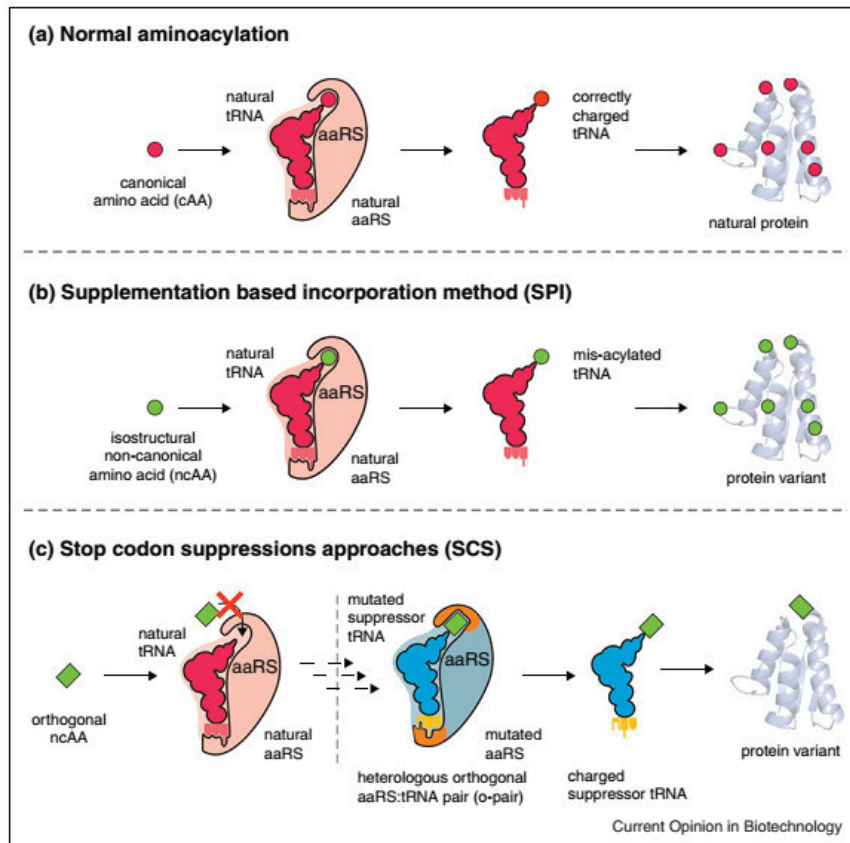 (a) Normal aminoacylation
natural
tRNA
aaRS
correctly
charged
tRNA
canonical
amino acid (cAA)
natural
aaRS
natural protein
(b) Supplementation based incorporation method (SPI)
natural
tRNA
aaRS
mis-acylated
tRNA
isostructural
non-canonical
amino acid (ncAA)
natural
aaRS
protein variant
(c) Stop codon suppressions approaches (SCS)
natural
tRNA
aaRS
mutated
suppressor
tRNA
aaRS
orthogonal
ncAA
natural
aaRS
mutated
aaRS
heterologous orthogonal
aaRS:tRNA pair (o-pair)
charged
suppressor tRNA
protein variant
Current Opinion in Biotechnology